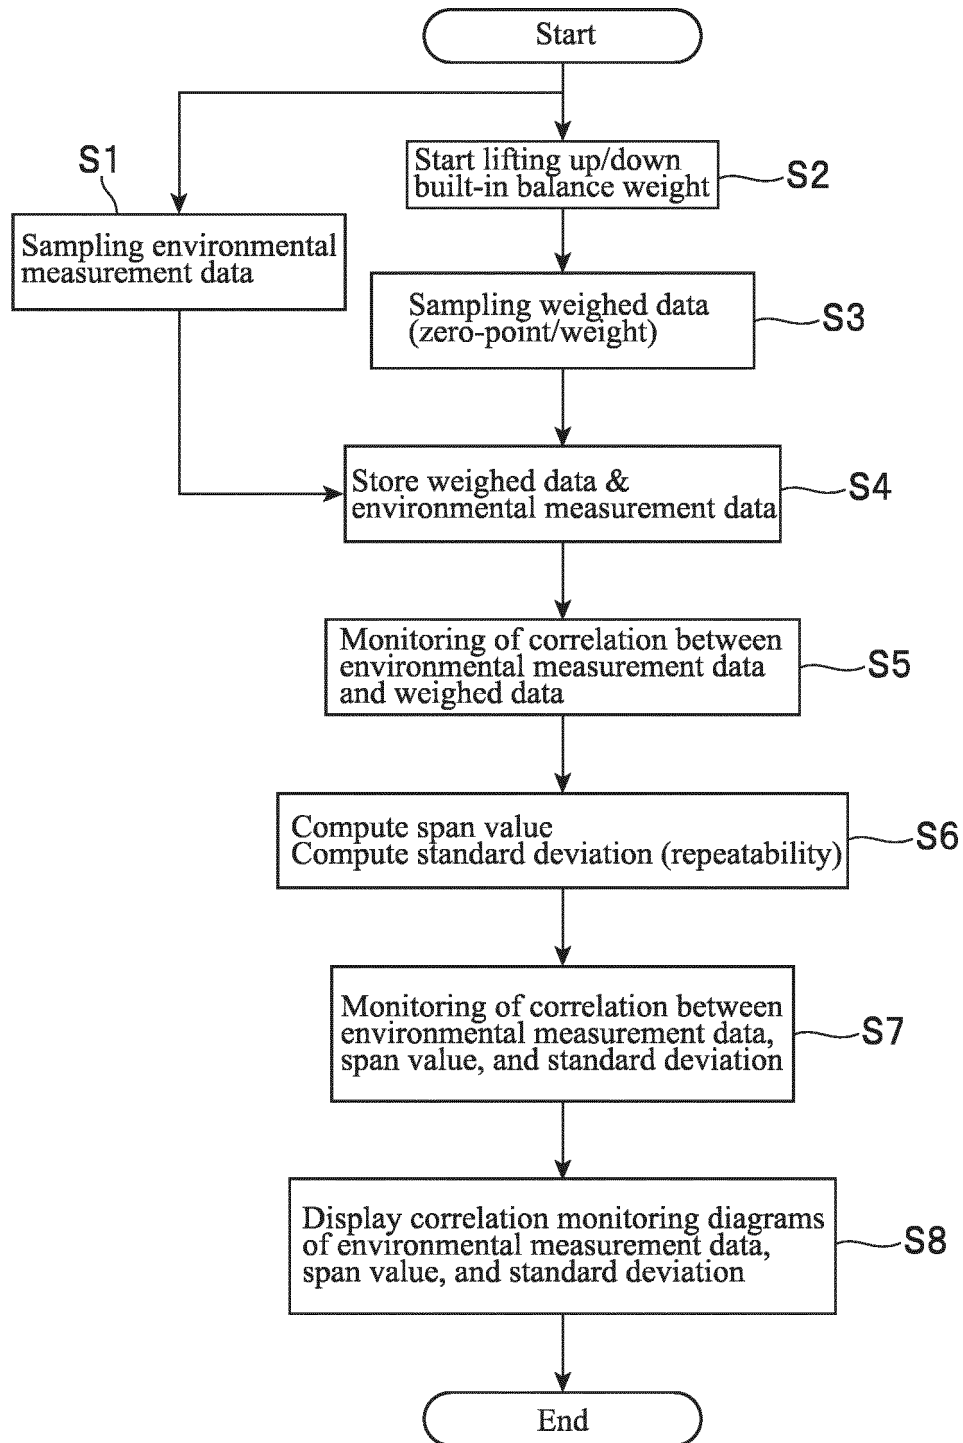 Start
S1
Start lifting up/down
built-in balance weight
S2
Sampling environmental
measurement data
Sampling weighed data
(zero-point/weight)
S3
Store weighed data &
environmental measurement data
S4
Monitoring of correlation between
environmental measurement data
and weighed data
S5
Compute span value
Compute standard deviation (repeatability)
S6
Monitoring of correlation between
environmental measurement data,
span value, and standard deviation
S7
Display correlation monitoring diagrams
of environmental measurement data,
span value, and standard deviation
S8
End